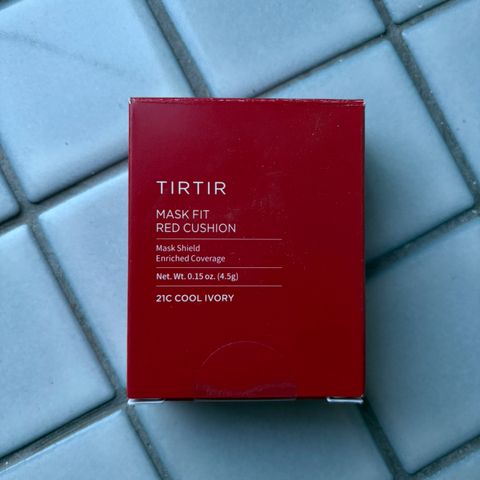 TIRTIR
MASK FIT
RED CUSHION
Mask Shield
Enriched Coverage
Net. Wt. 0.15 oz. (4.5g)
21C COOL IVORY